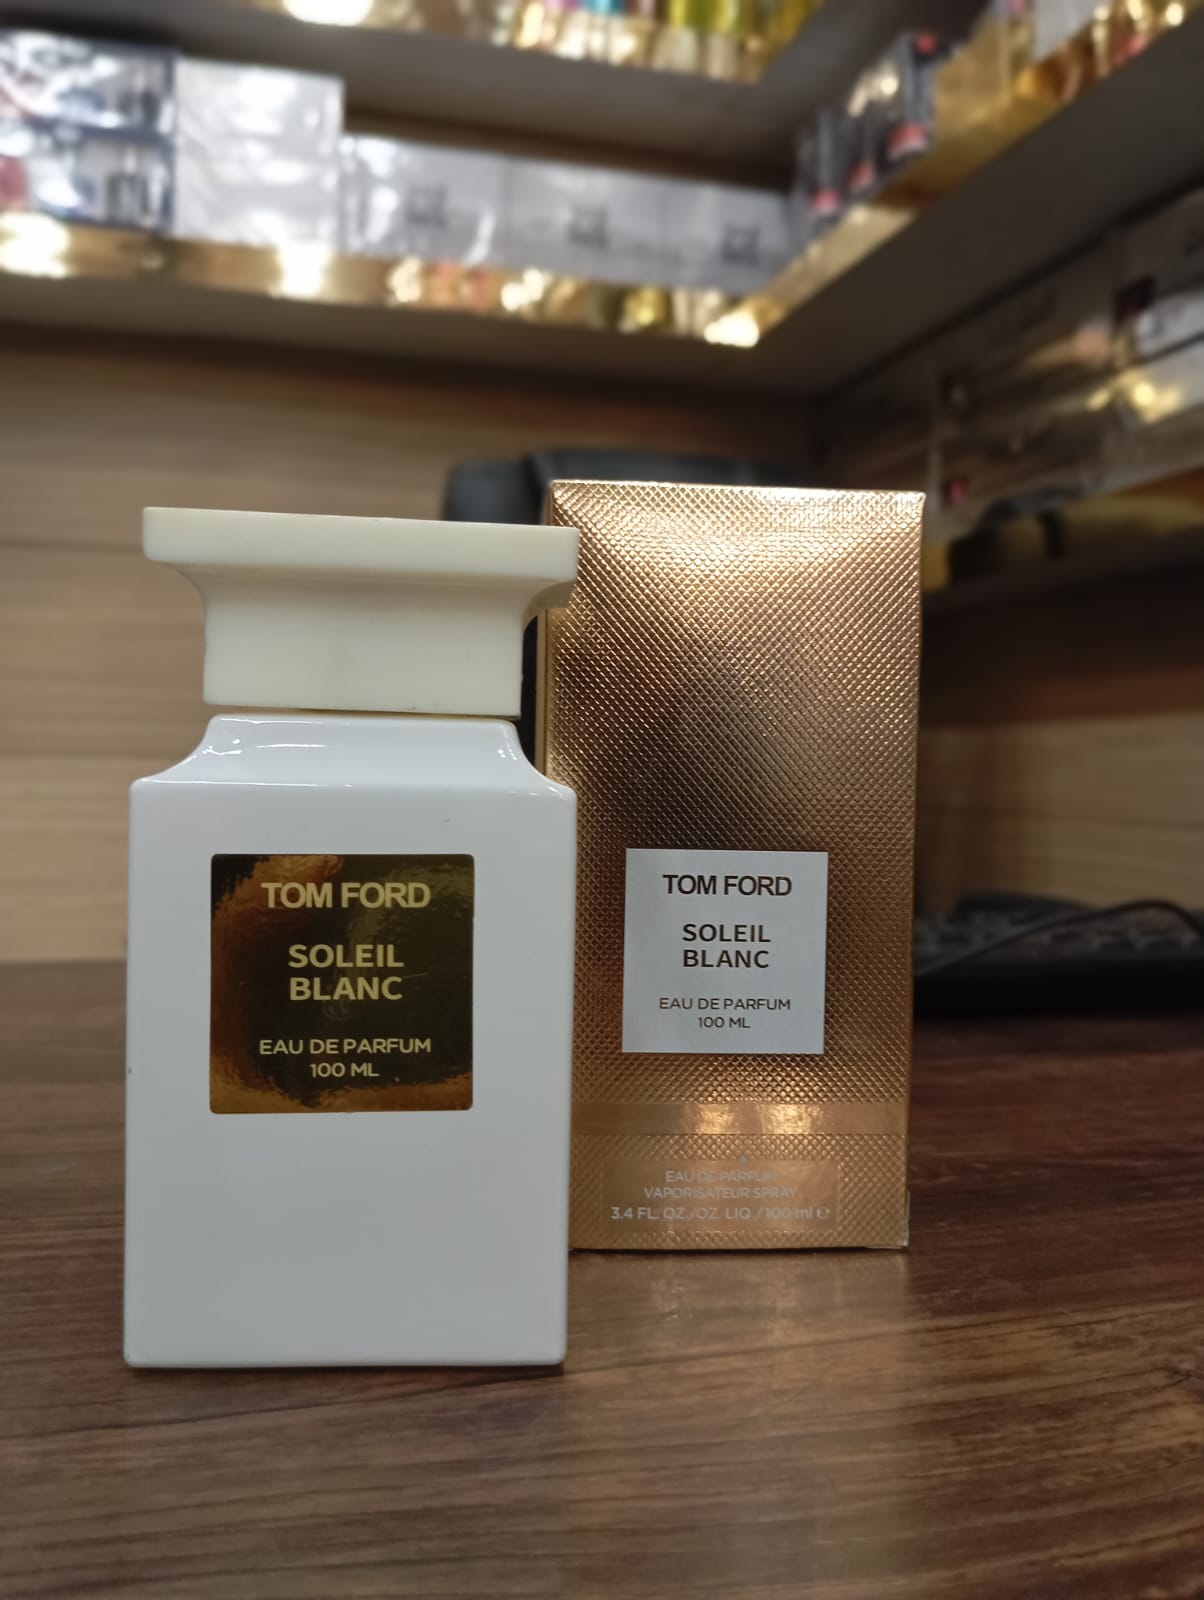 TOM FORD
SOLEIL
BLANC
EAU DE PARFUM
100 ML
TOM FORD
SOLEIL
BLANC
EAU DE PARFUM
100 ML
EAU DE PARFUM
VAPORISATEUR SPRAY
3.4 FL. OZ./OZ. LIQ./100 ml ℮